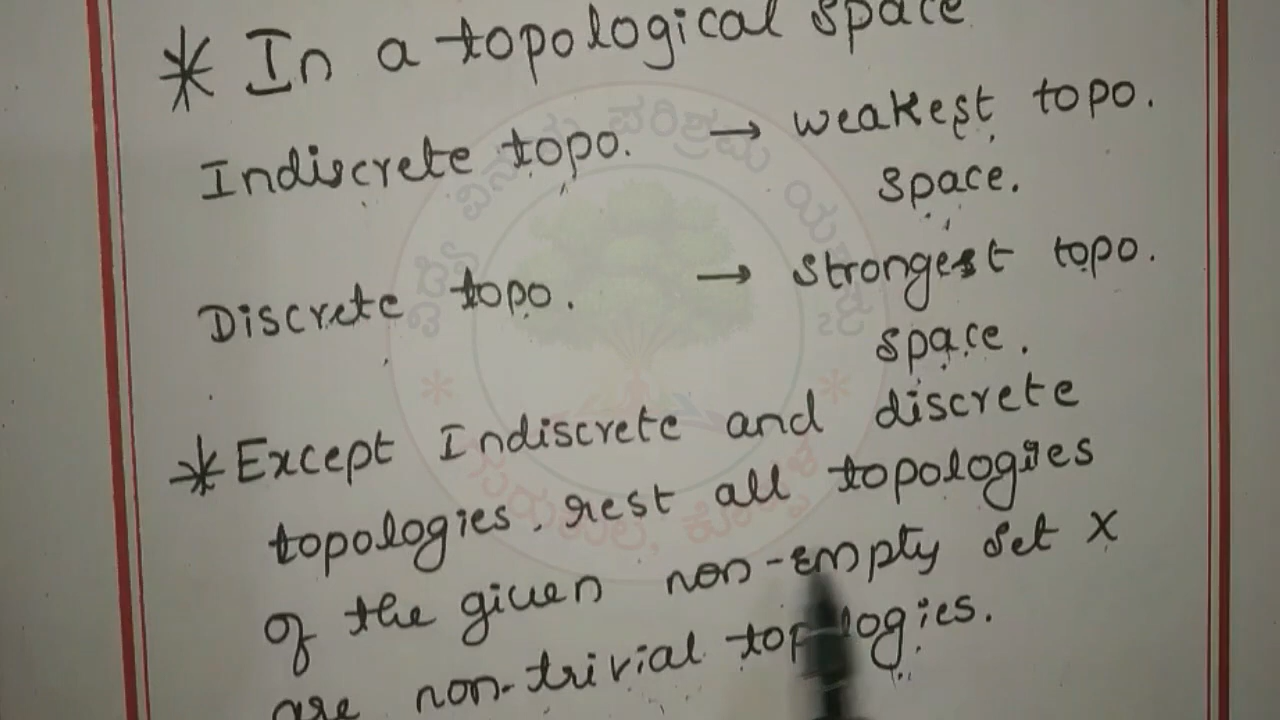 * In a topological space
Indiscrete topo. → weakest topo.
space.
Discrete topo. → strongest topo.
space.
* Except Indiscrete and discrete
topologies, rest all topologies
of the given non-empty set X
are non-trivial topologies.